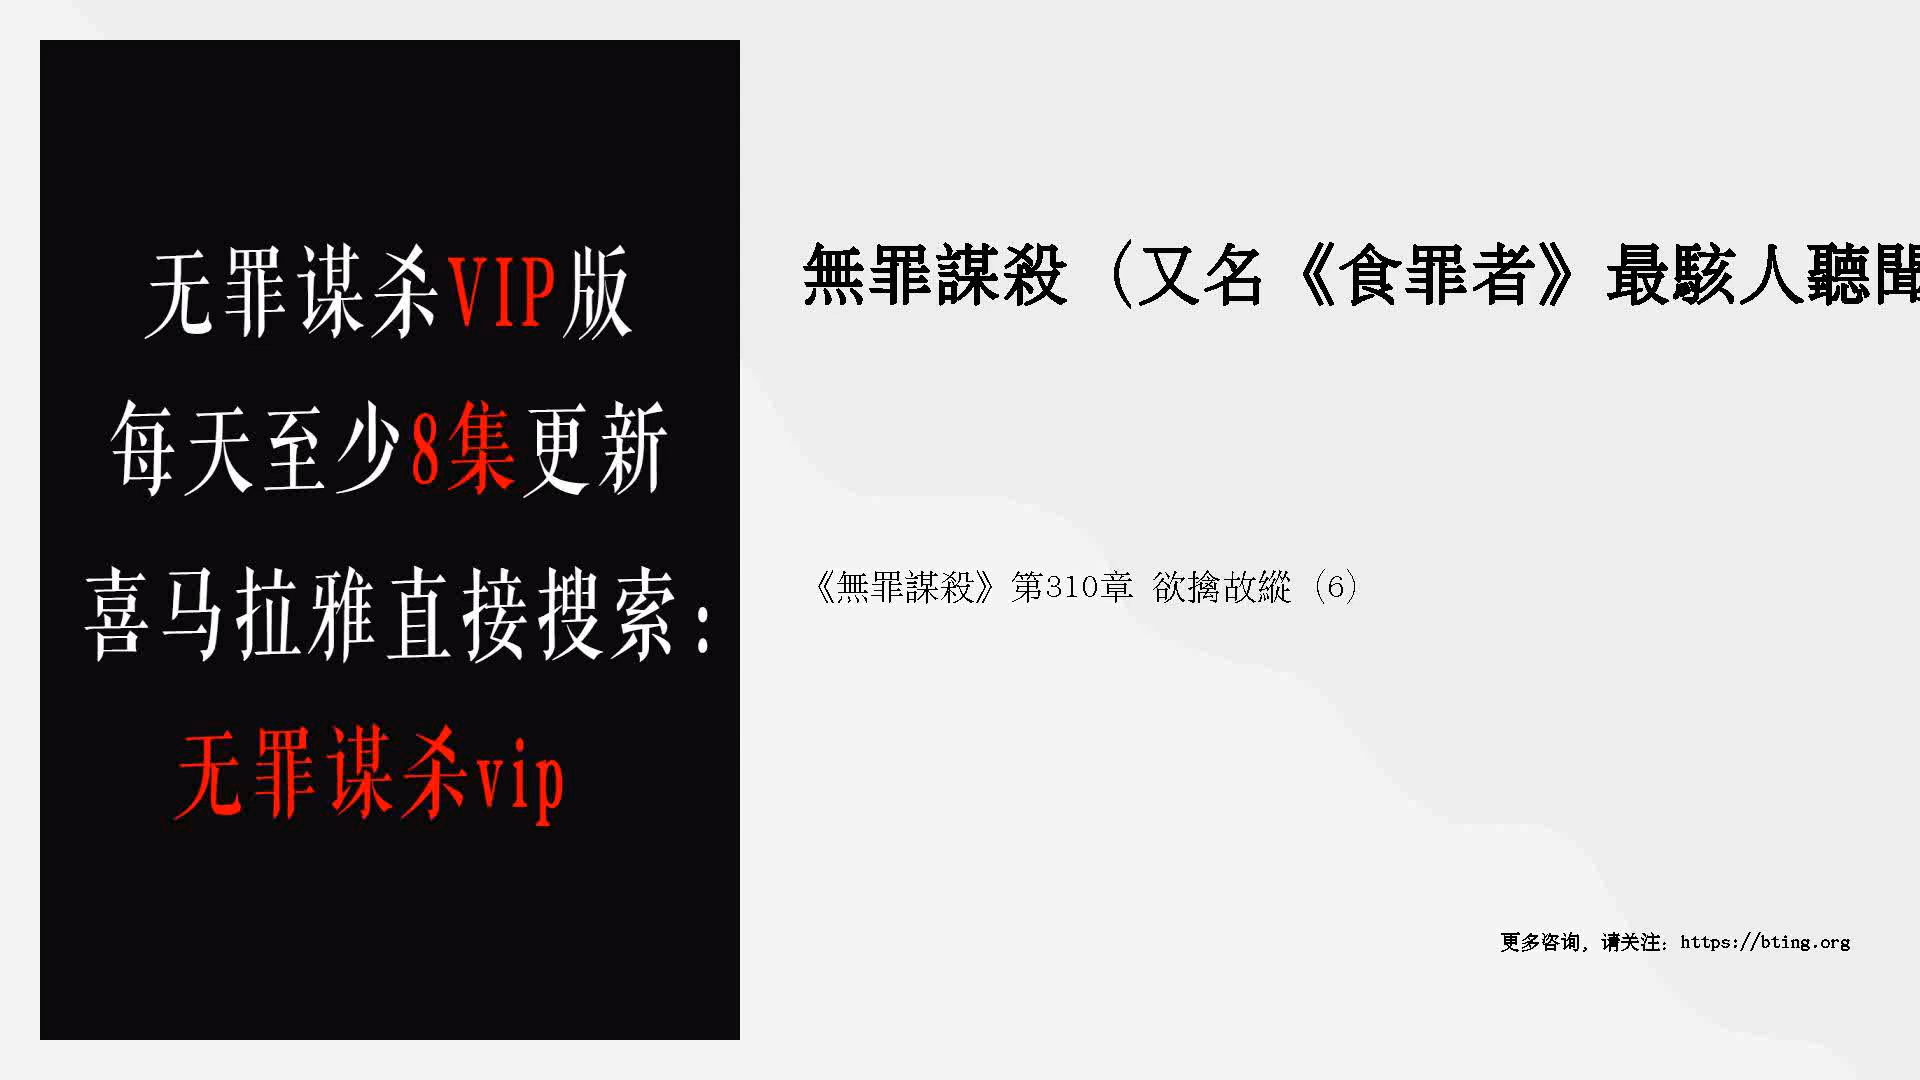 无罪谋杀VIP版
每天至少8集更新
喜马拉雅直接搜索：
无罪谋杀vip
無罪謀殺（又名《食罪者》最駭人聽聞
《無罪謀殺》第310章 欲擒故縱（6）
更多咨询，请关注：https://bting.org